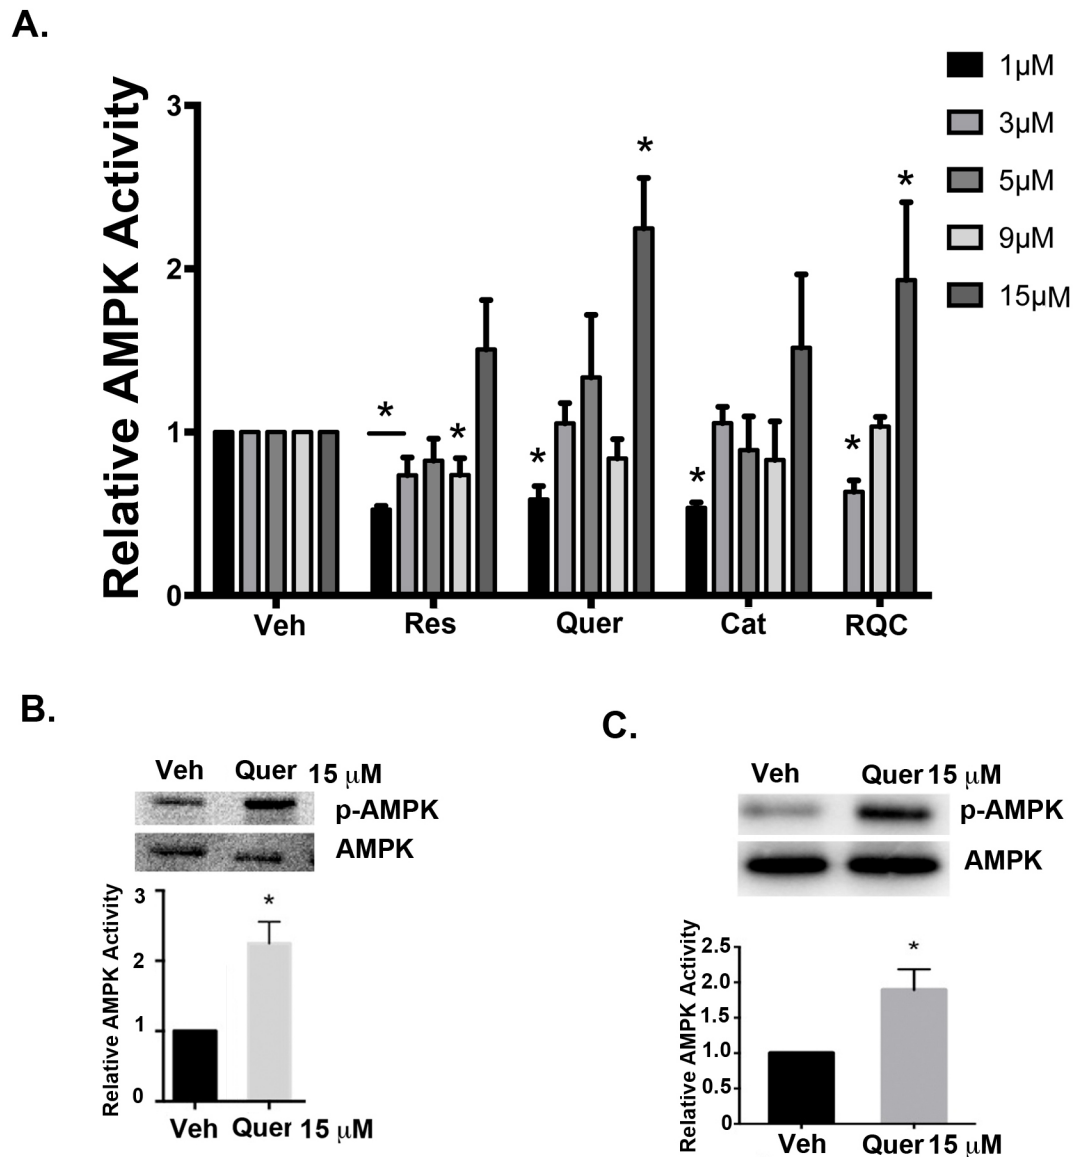 A.
Relative AMPK Activity
3
2
1
0
*
*
*
*
*
*
*
Veh
Res
Quer
Cat
RQC
1µM
3µM
5µM
9µM
15µM
B.
Veh Quer 15 µM
p-AMPK
AMPK
Relative AMPK Activity
3
2
1
0
*
Veh Quer 15 µM
C.
Veh Quer 15 µM
p-AMPK
AMPK
Relative AMPK Activity
2.5
2.0
1.5
1.0
0.5
0
*
Veh Quer 15 µM